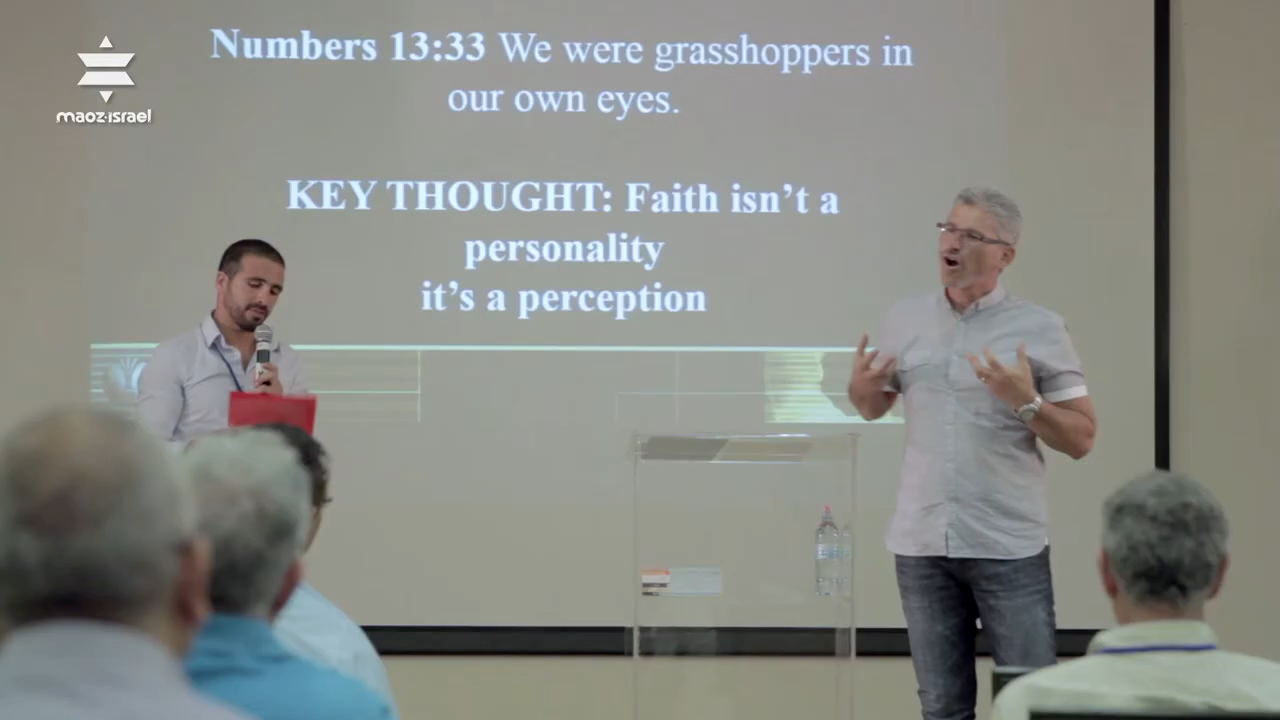 maoz·israel
Numbers 13:33 We were grasshoppers in
our own eyes.
KEY THOUGHT: Faith isn't a
personality
it's a perception